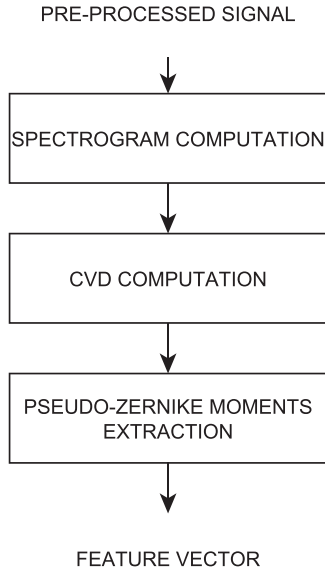 PRE-PROCESSED SIGNAL
SPECTROGRAM COMPUTATION
CVD COMPUTATION
PSEUDO-ZERNIKE MOMENTS
EXTRACTION
FEATURE VECTOR